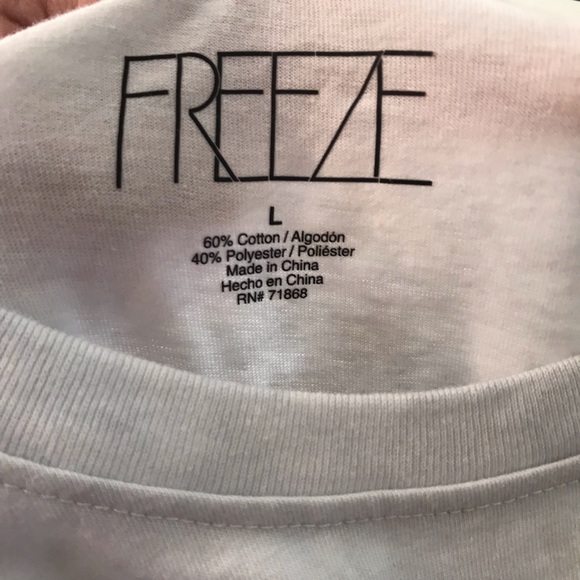 FREEZE
L
60% Cotton / Algodón
40% Polyester / Poliéster
Made in China
Hecho en China
RN# 71868